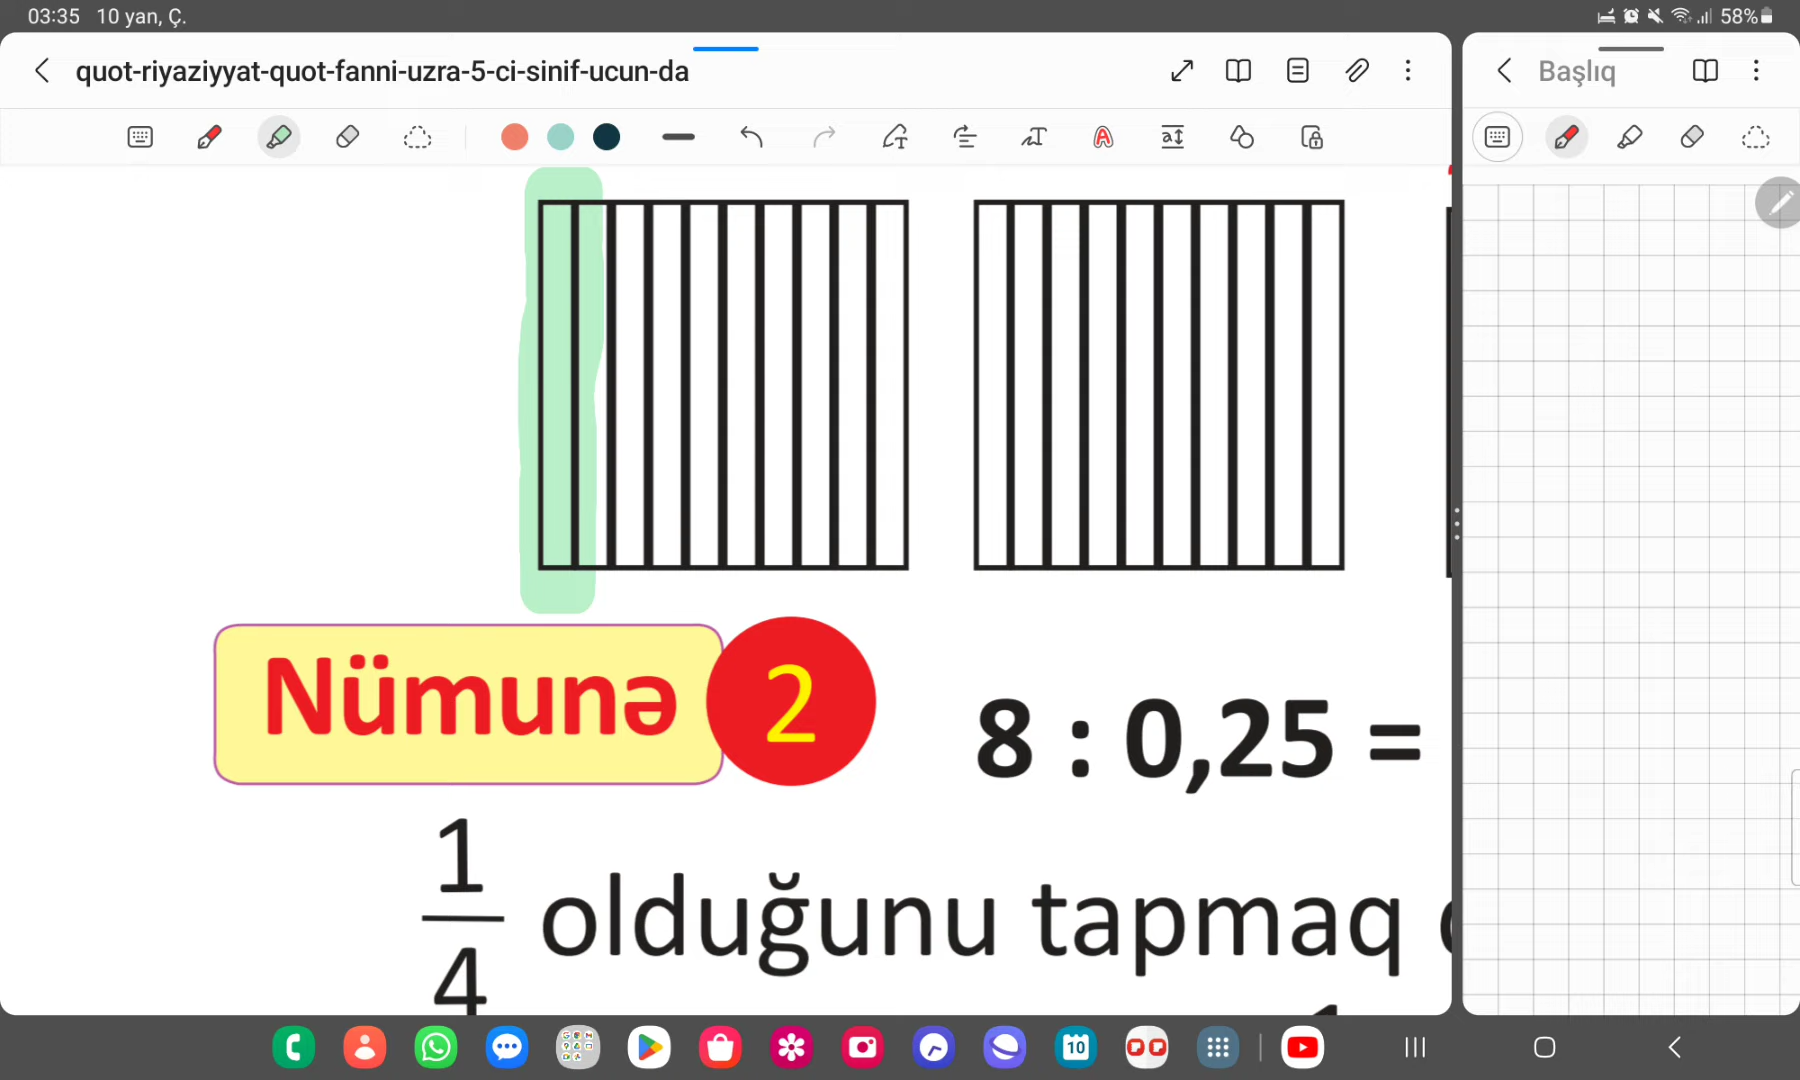 03:35 10 yan, Ç. 58%
quot-riyaziyyat-quot-fanni-uzra-5-ci-sinif-ucun-da
Başlıq
Nümunə 2
8 : 0,25 =
1
4
olduğunu tapmaq
10